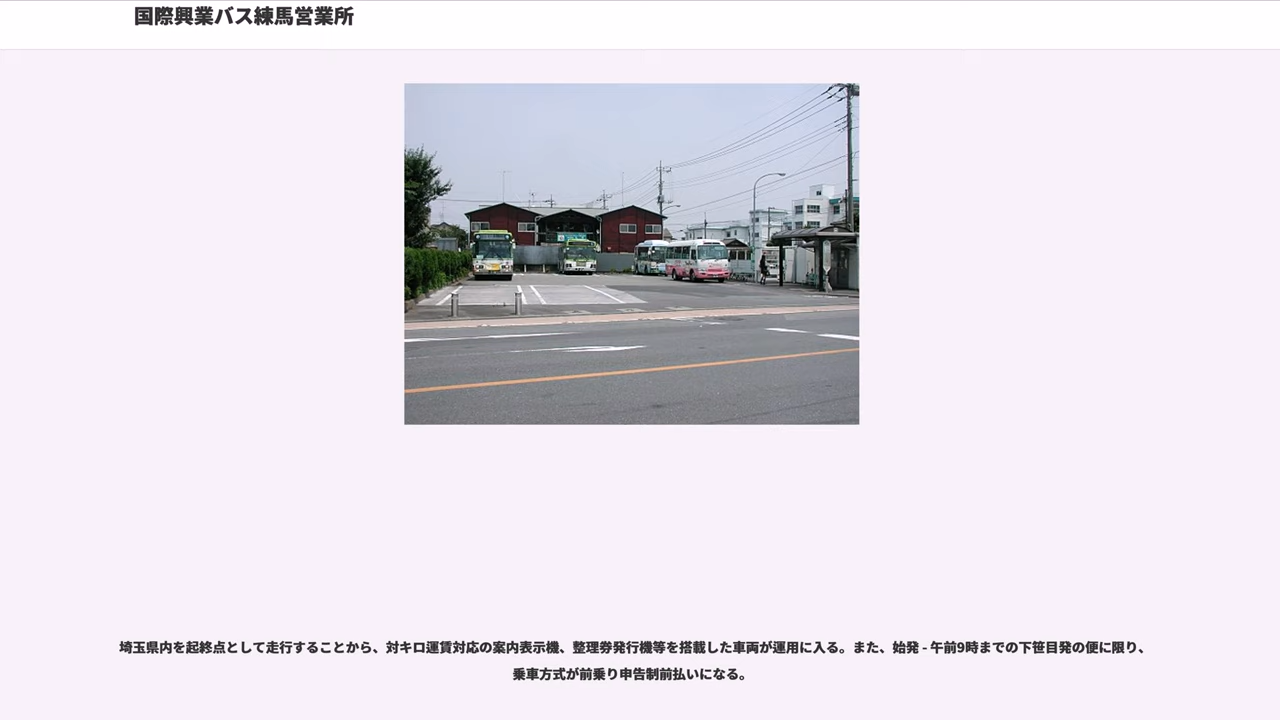 国際興業バス練馬営業所
埼玉県内を起終点として走行することから、対キロ運賃対応の案内表示機、整理券発行機等を搭載した車両が運用に入る。また、始発 - 午前9時までの下笹目発の便に限り、
乗車方式が前乗り申告制前払いになる。